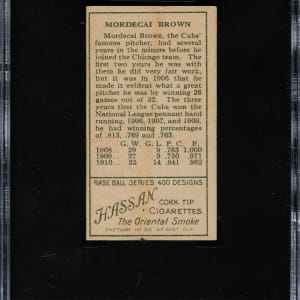 MORDECAI BROWN
Mordecai Brown, the Cubs'
famous pitcher, had several
years in the minors before he
joined the Chicago team. The
first two years he was with
them he did very fair work,
but it was in 1906 that he
made it evident what a great
pitcher he was by winning 26
games out of 32. The three
years that the Cubs won the
National League pennant hand
running, 1906, 1907, and 1908,
he had winning percentages
of .813, .769 and .763.
G. W. G. L. P. C. F.
1908.. 29 9 .763 1.000
1909.. 27 9 .750 .971
1910.. 25 14 .641 .962
BASE BALL SERIES 400 DESIGNS
HASSAN
CORK TIP
CIGARETTES
The Oriental Smoke
FACTORY No. 30, 2ND DIST. N.Y.